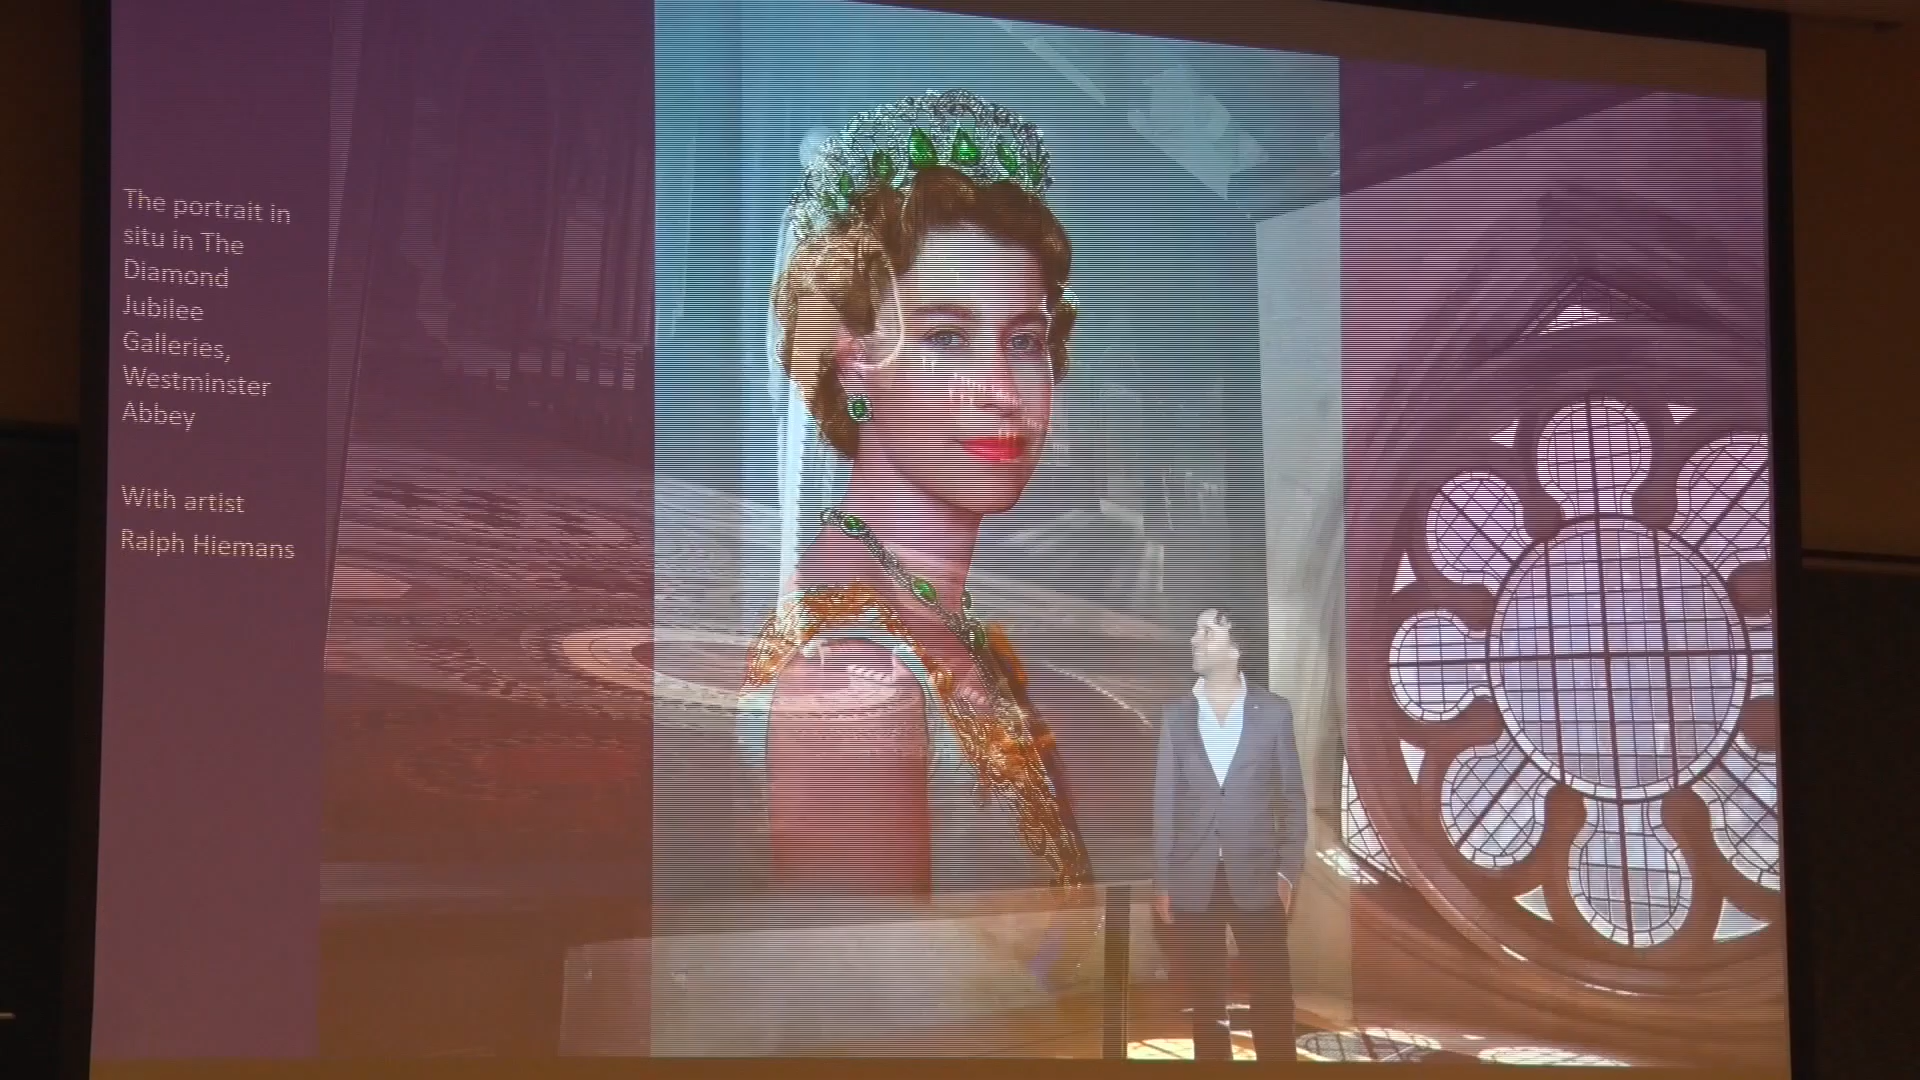 The portrait in
situ in The
Diamond
Jubilee
Galleries,
Westminster
Abbey
With artist
Ralph Hiemans